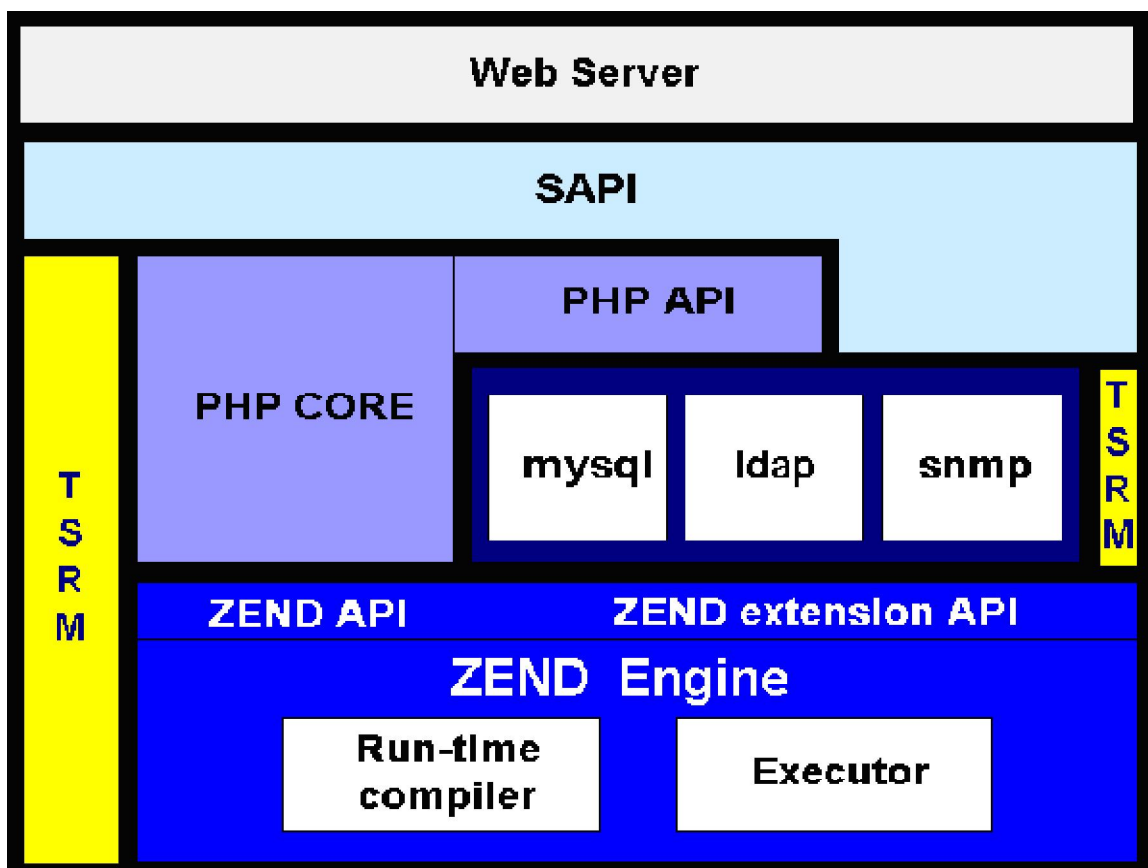 Web Server
SAPI
PHP API
PHP CORE
mysql
ldap
snmp
T
S
R
M
T
S
R
M
ZEND API
ZEND extension API
ZEND Engine
Run-time
compiler
Executor